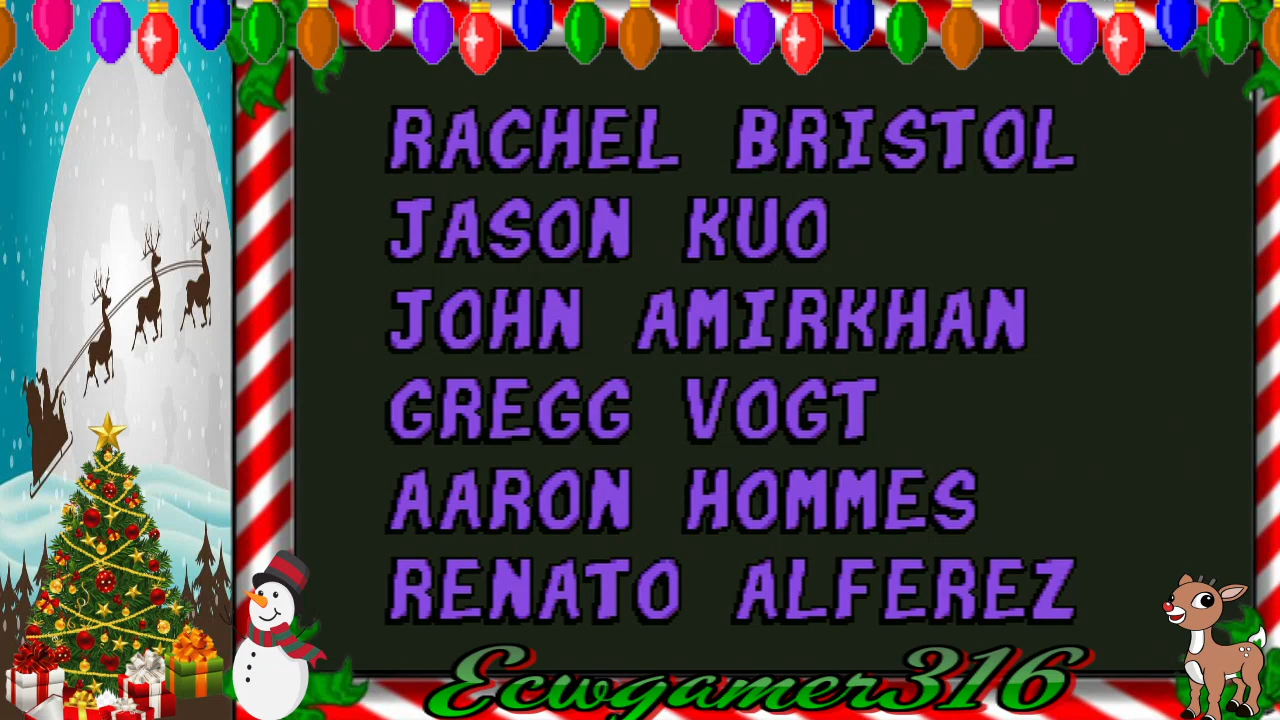 RACHEL BRISTOL
JASON KUO
JOHN AMIRKHAN
GREGG VOGT
AARON HOMMES
RENATO ALFEREZ
Ecwgamer316